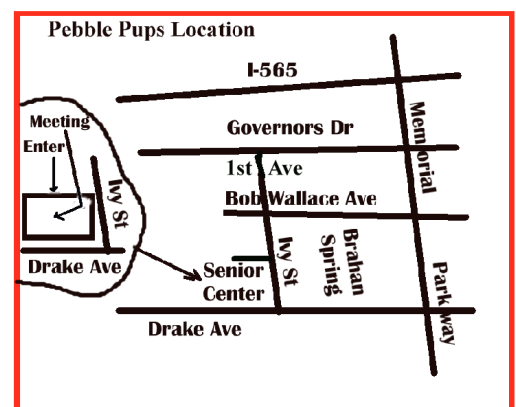 Pebble Pups Location
I-565
Meeting
Enter
Governors Dr
Memorial
1st Ave
Bob Wallace Ave
Ivy St
Ivy St
Brahan
Spring
Senior
Center
Drake Ave
Parkway
Drake Ave